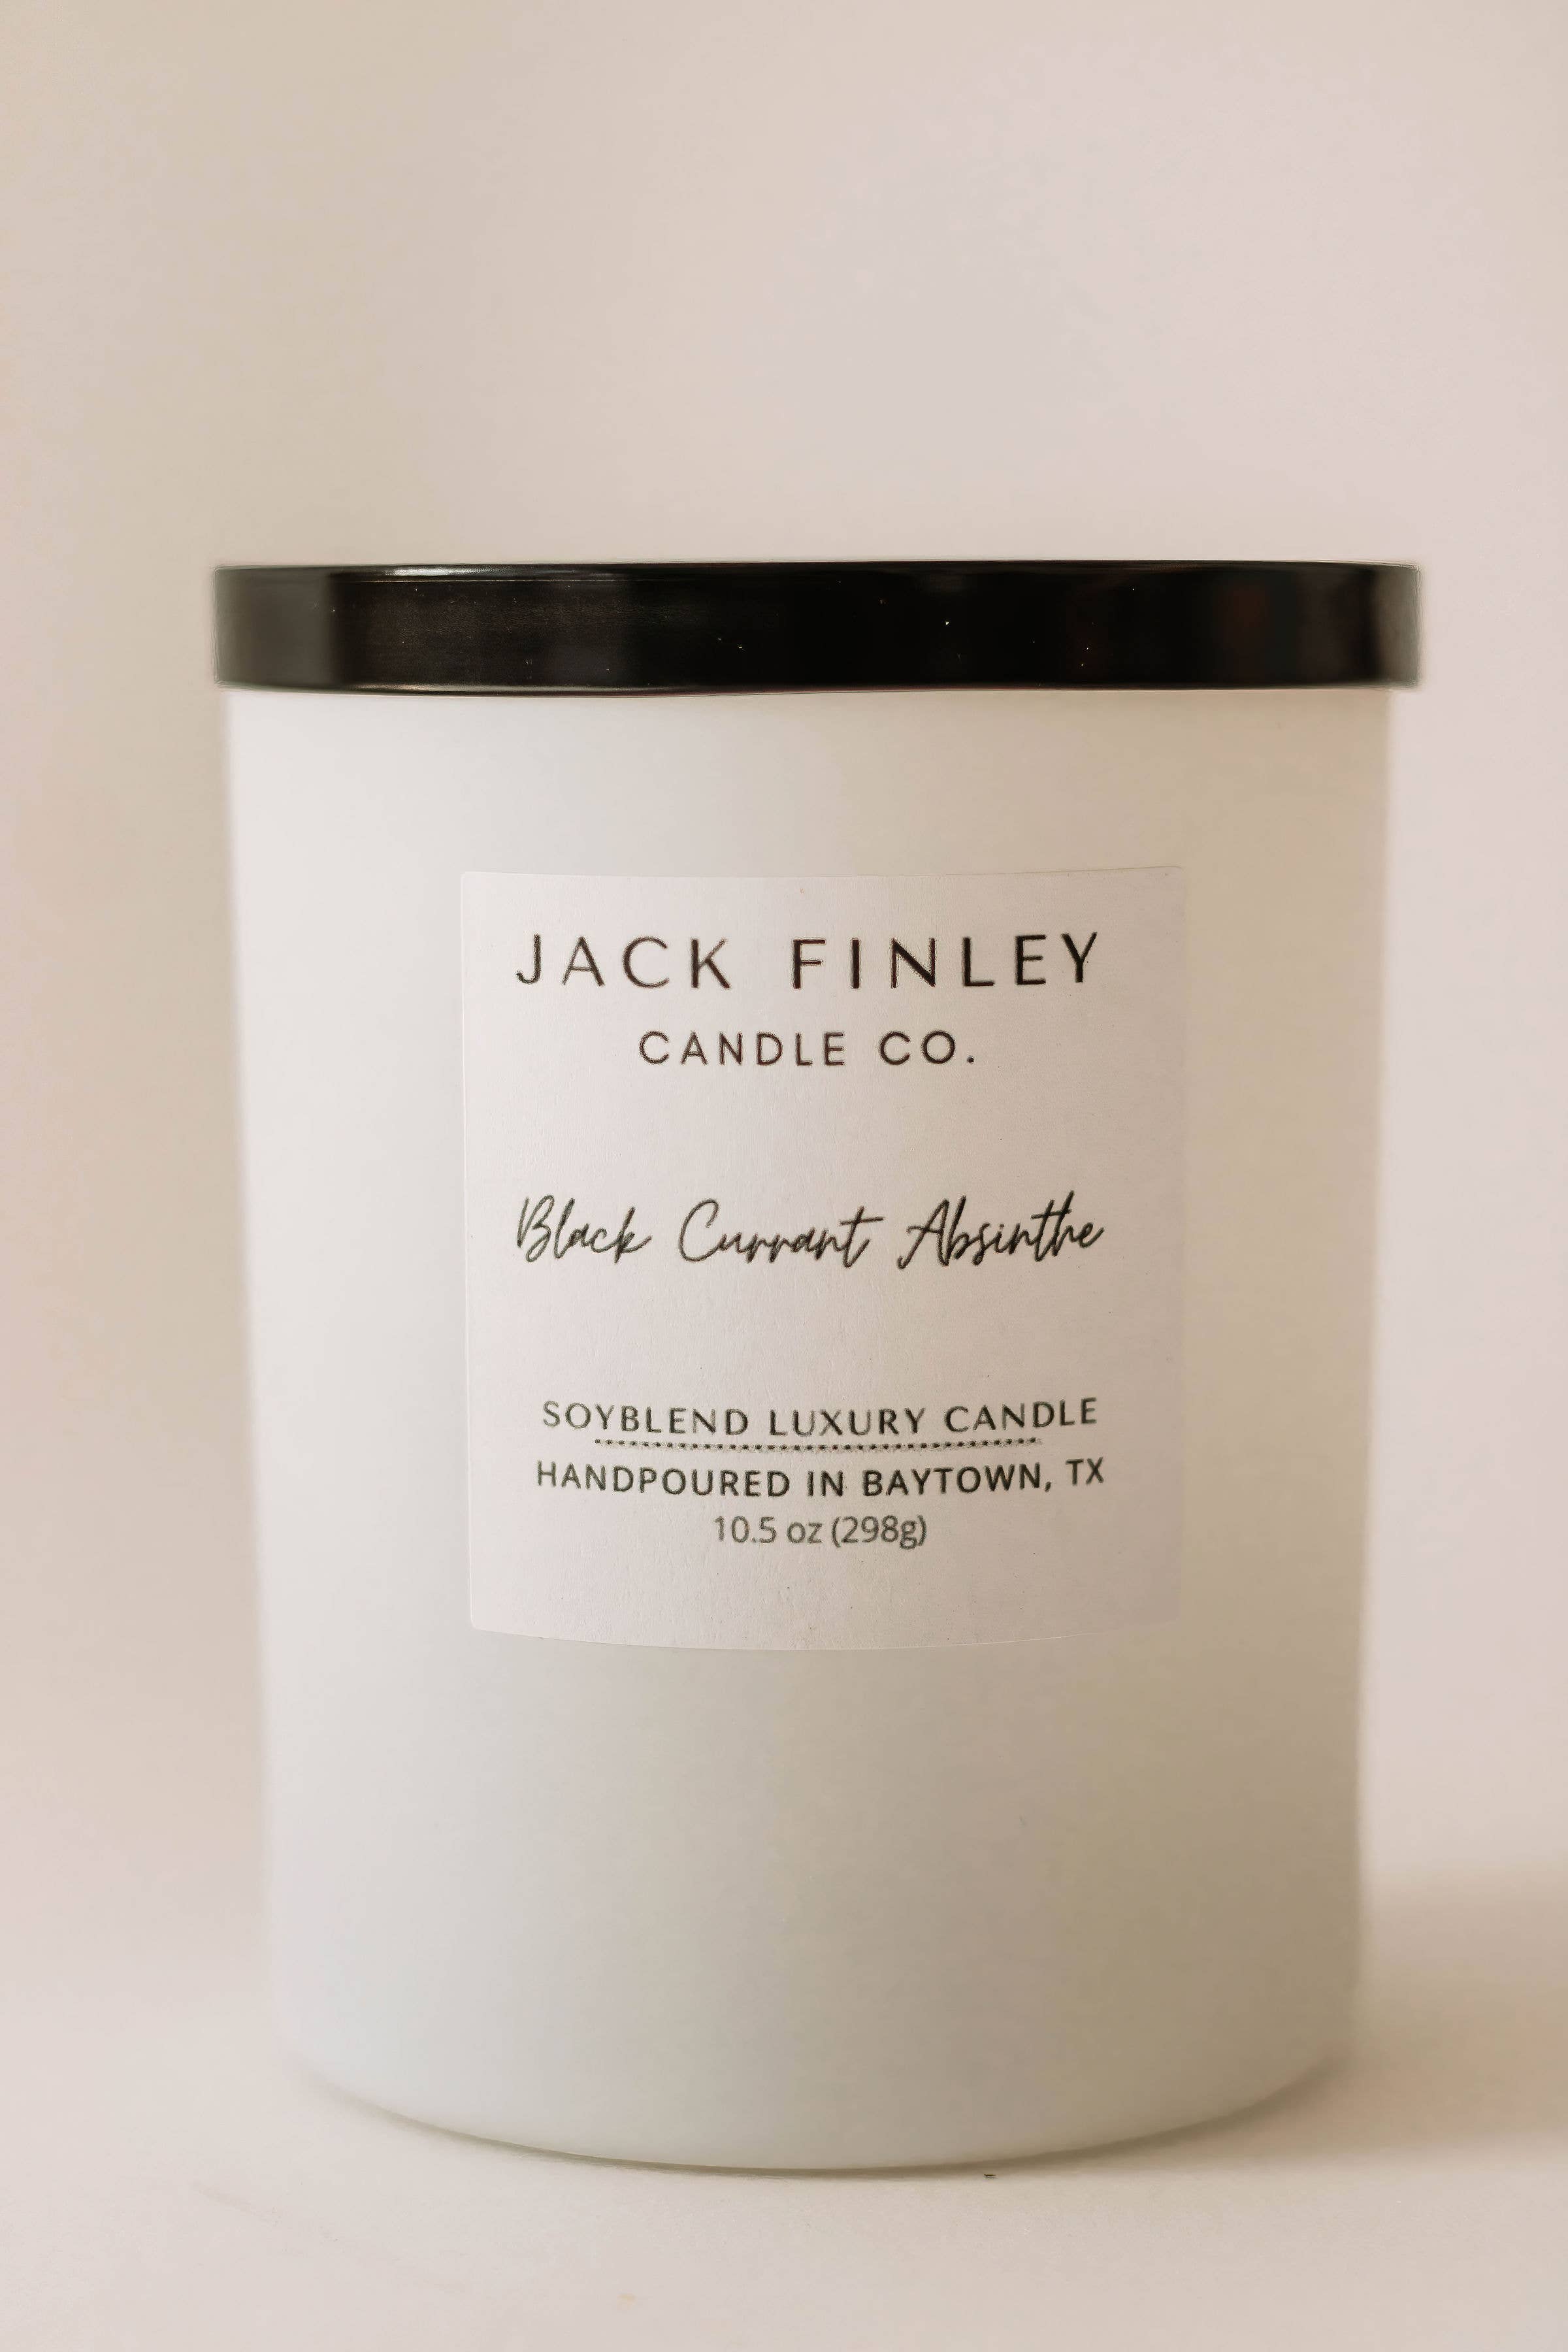 JACK FINLEY
CANDLE CO.
Black Currant Absinthe
SOYBLEND LUXURY CANDLE
HANDPOURED IN BAYTOWN, TX
10.5 oz (298g)